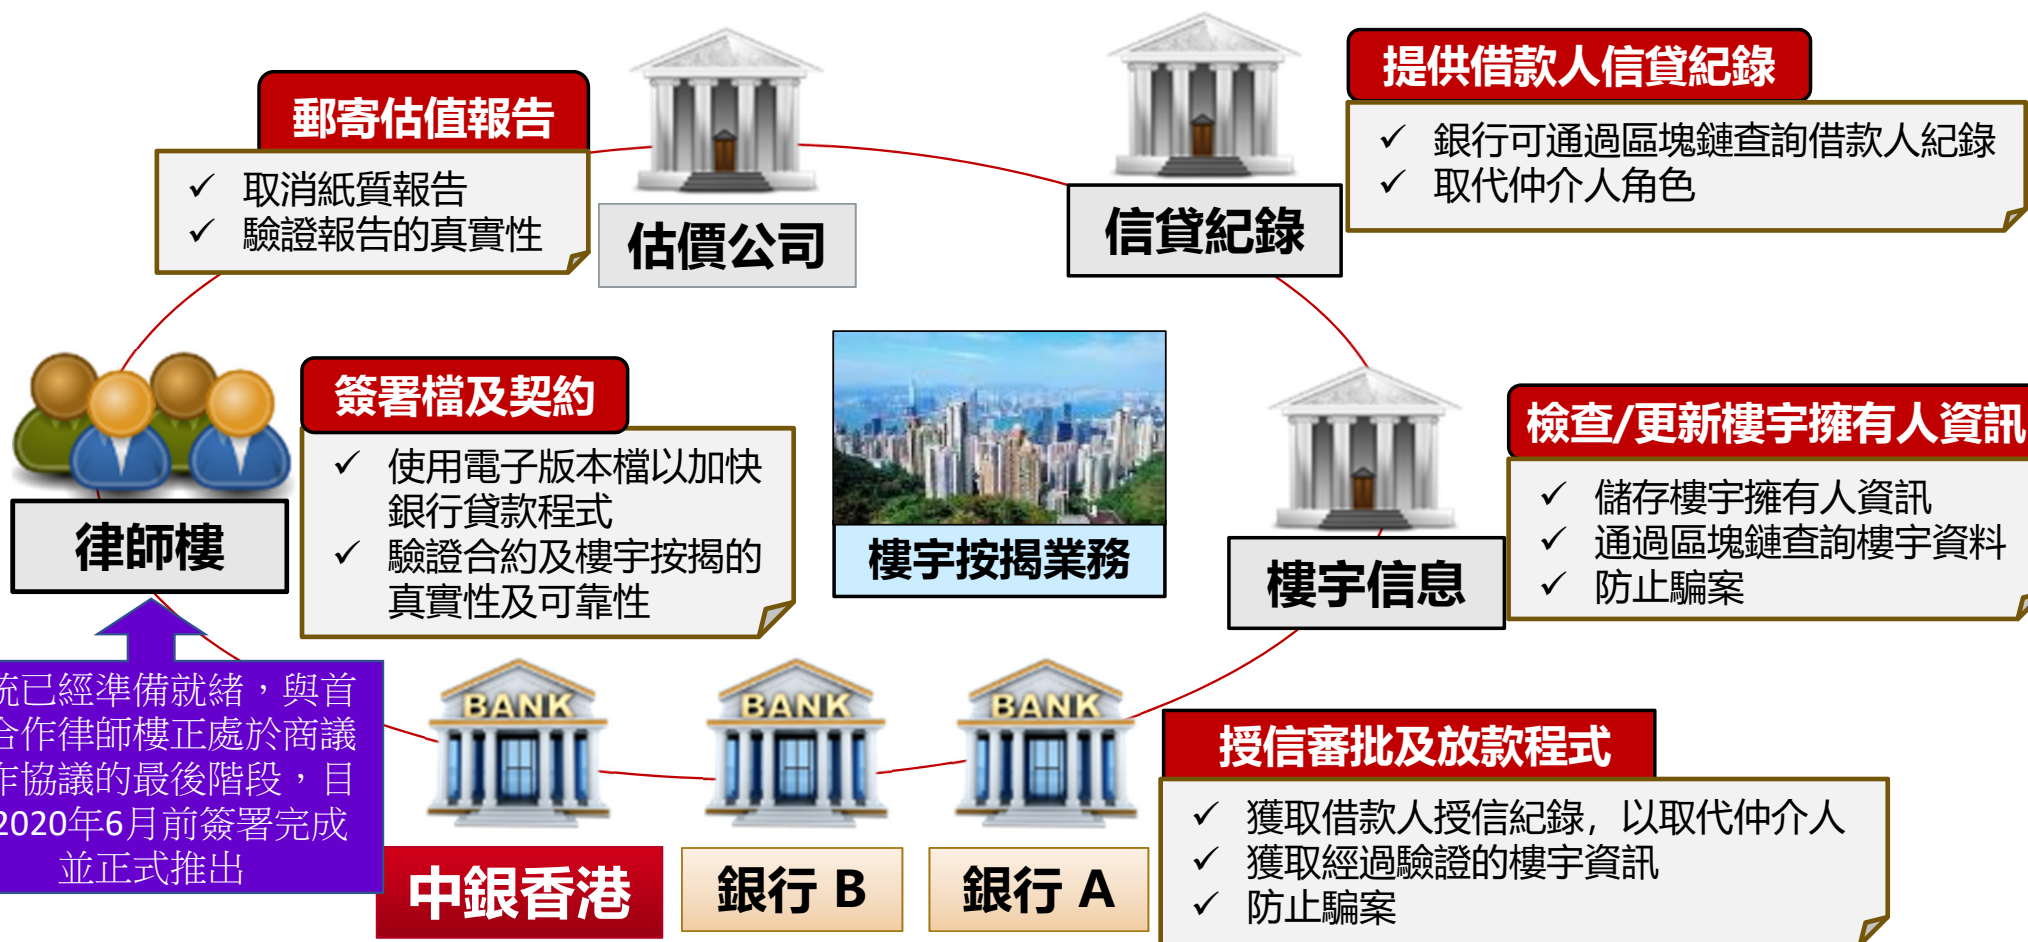 郵寄估值報告
✓ 取消紙質報告
✓ 驗證報告的真實性
估價公司
提供借款人信貸紀錄
✓ 銀行可通過區塊鏈查詢借款人紀錄
✓ 取代仲介人角色
信貸紀錄
簽署檔及契約
✓ 使用電子版本檔以加快
銀行貸款程式
✓ 驗證合約及樓宇按揭的
真實性及可靠性
律師樓
樓宇按揭業務
檢查/更新樓宇擁有人資訊
✓ 儲存樓宇擁有人資訊
✓ 通過區塊鏈查詢樓宇資料
✓ 防止騙案
樓宇信息
統已經準備就緒，與首
合作律師樓正處於商議
作協議的最後階段，目
2020年6月前簽署完成
並正式推出
BANK
BANK
BANK
中銀香港
銀行 B
銀行 A
授信審批及放款程式
✓ 獲取借款人授信紀錄，以取代仲介人
✓ 獲取經過驗證的樓宇資訊
✓ 防止騙案